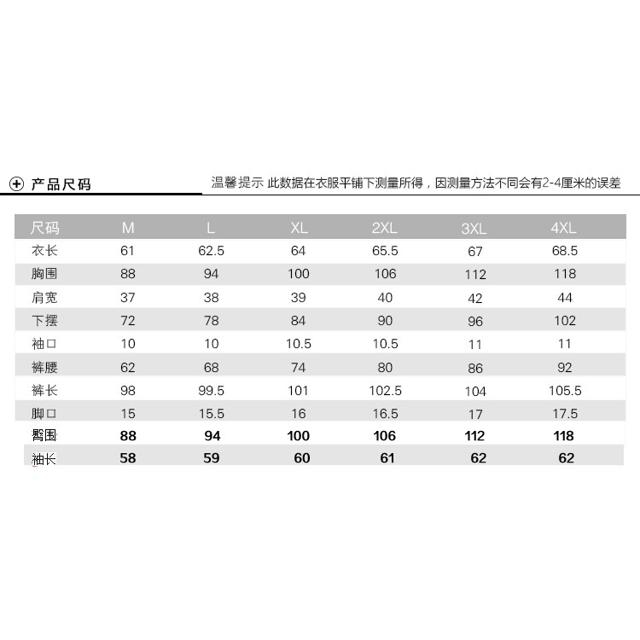 产品尺码 温馨提示 此数据在衣服平铺下测量所得，因测量方法不同会有2-4厘米的误差
尺码 M L XL 2XL 3XL 4XL
衣长 61 62.5 64 65.5 67 68.5
胸围 88 94 100 106 112 118
肩宽 37 38 39 40 42 44
下摆 72 78 84 90 96 102
袖口 10 10 10.5 10.5 11 11
裤腰 62 68 74 80 86 92
裤长 98 99.5 101 102.5 104 105.5
脚口 15 15.5 16 16.5 17 17.5
臀围 88 94 100 106 112 118
袖长 58 59 60 61 62 62